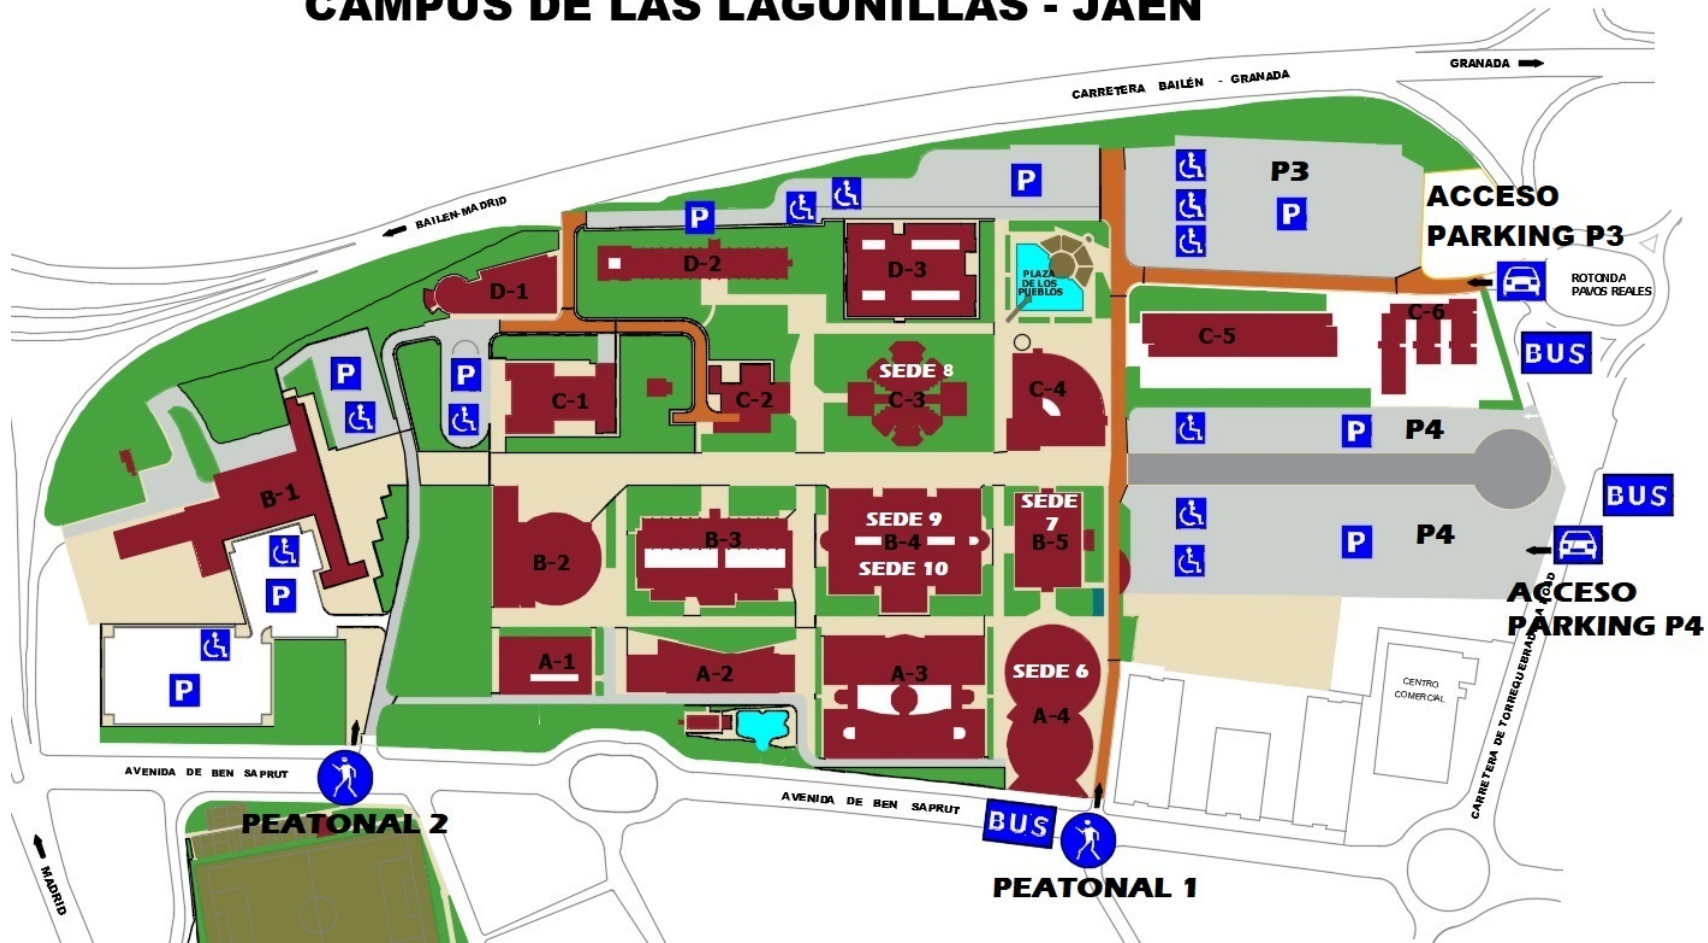 CAMPUS DE LAS LAGUNILLAS - JAÉN
GRANADA
CARRETERA BAILÉN - GRANADA
BAILEN-MADRID
P3
P
P
P
ACCESO
PARKING P3
ROTONDA
PAVOS REALES
PLAZA
DE LOS
PUEBLOS
D-1
D-2
D-3
C-5
C-6
BUS
P
P
C-1
C-2
SEDE 8
C-3
C-4
P
P4
B-1
B-2
B-3
SEDE 9
B-4
SEDE 10
SEDE
7
B-5
P
P4
BUS
ACCESO
PARKING P4
P
P
A-1
A-2
A-3
SEDE 6
A-4
CENTRO
COMERCIAL
CARRETERA DE TORREQUEBRADILLA ROAD
AVENIDA DE BEN SAPRUT
AVENIDA DE BEN SAPRUT
BUS
PEATONAL 2
PEATONAL 1
MADRID